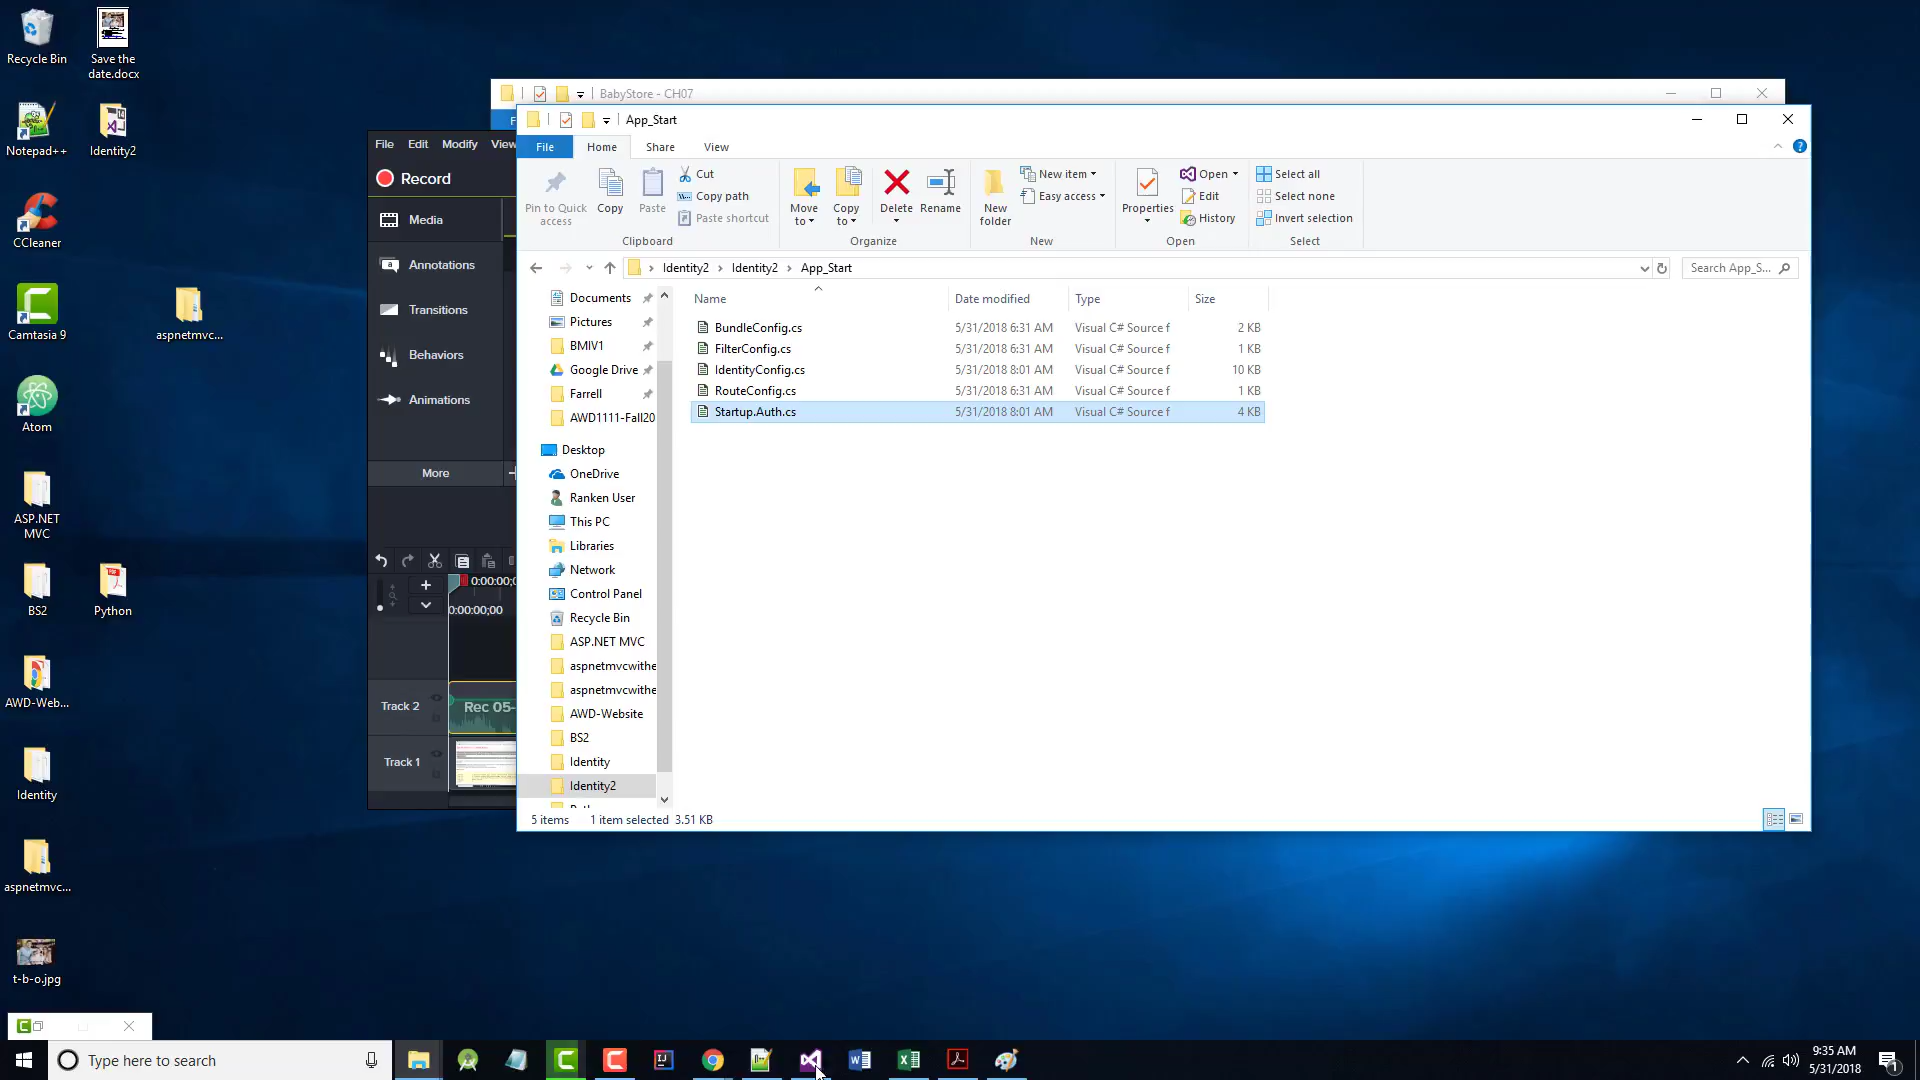 Recycle Bin
Save the
date.docx
Notepad++
Identity2
CCleaner
Camtasia 9
aspnetmvc...
Atom
ASP.NET
MVC
BS2
Python
AWD-Web...
Identity
aspnetmvc...
t-b-o.jpg
BabyStore - CH07
File Edit Modify View
Record
Media
Annotations
Transitions
Behaviors
Animations
More
0:00:00;0
0:00:00;00
Track 2
Rec 05-
Track 1
App_Start
File Home Share View
Pin to Quick
access
Copy
Paste
Cut
Copy path
Paste shortcut
Clipboard
Move
to
Copy
to
Delete
Rename
Organize
New
folder
New item
Easy access
New
Properties
Open
Edit
History
Open
Select all
Select none
Invert selection
Select
Identity2 > Identity2 > App_Start
Search App_S...
Documents
Pictures
BMIV1
Google Drive
Farrell
AWD1111-Fall20
Desktop
OneDrive
Ranken User
This PC
Libraries
Network
Control Panel
Recycle Bin
ASP.NET MVC
aspnetmvcwithe
aspnetmvcwithe
AWD-Website
BS2
Identity
Identity2
Name Date modified Type Size
BundleConfig.cs 5/31/2018 6:31 AM Visual C# Source f 2 KB
FilterConfig.cs 5/31/2018 6:31 AM Visual C# Source f 1 KB
IdentityConfig.cs 5/31/2018 8:01 AM Visual C# Source f 10 KB
RouteConfig.cs 5/31/2018 6:31 AM Visual C# Source f 1 KB
Startup.Auth.cs 5/31/2018 8:01 AM Visual C# Source f 4 KB
5 items 1 item selected 3.51 KB
Type here to search
9:35 AM
5/31/2018
1